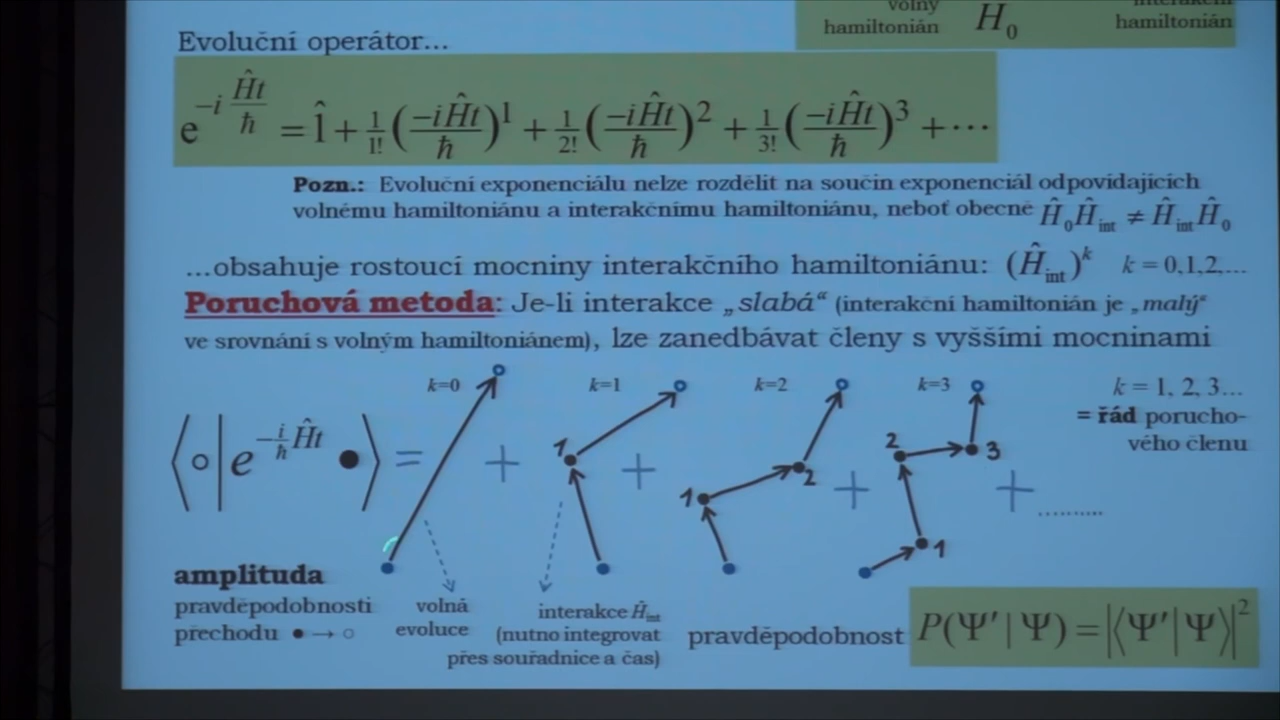 volný
hamiltonián Ĥ₀ hamiltonián
Evoluční operátor...
e^{-i Ĥt/ħ} = 1̂ + 1/1! (-iĤt/ħ)¹ + 1/2! (-iĤt/ħ)² + 1/3! (-iĤt/ħ)³ + ⋯
Pozn.: Evoluční exponenciálu nelze rozdělit na součin exponenciál odpovídajících
volnému hamiltoniánu a interakčnímu hamiltoniánu, neboť obecně Ĥ₀Ĥ_int ≠ Ĥ_intĤ₀
...obsahuje rostoucí mocniny interakčního hamiltoniánu: (Ĥ_int)^k k = 0,1,2,...
Poruchová metoda: Je-li interakce „slabá“ (interakční hamiltonián je „malý“
ve srovnání s volným hamiltoniánem), lze zanedbávat členy s vyššími mocninami
k=0 k=1 k=2 k=3 k = 1, 2, 3...
= řád porucho-
vého členu
⟨○| e^{-i/ħ Ĥt} ●⟩ = + + + + ..........
1
1 2
1 2 3
amplituda
pravděpodobnosti
přechodu ●→○
volná
evoluce
interakce Ĥ_int
(nutno integrovat
přes souřadnice a čas)
pravděpodobnost P(Ψ'|Ψ) = |⟨Ψ'|Ψ⟩|²